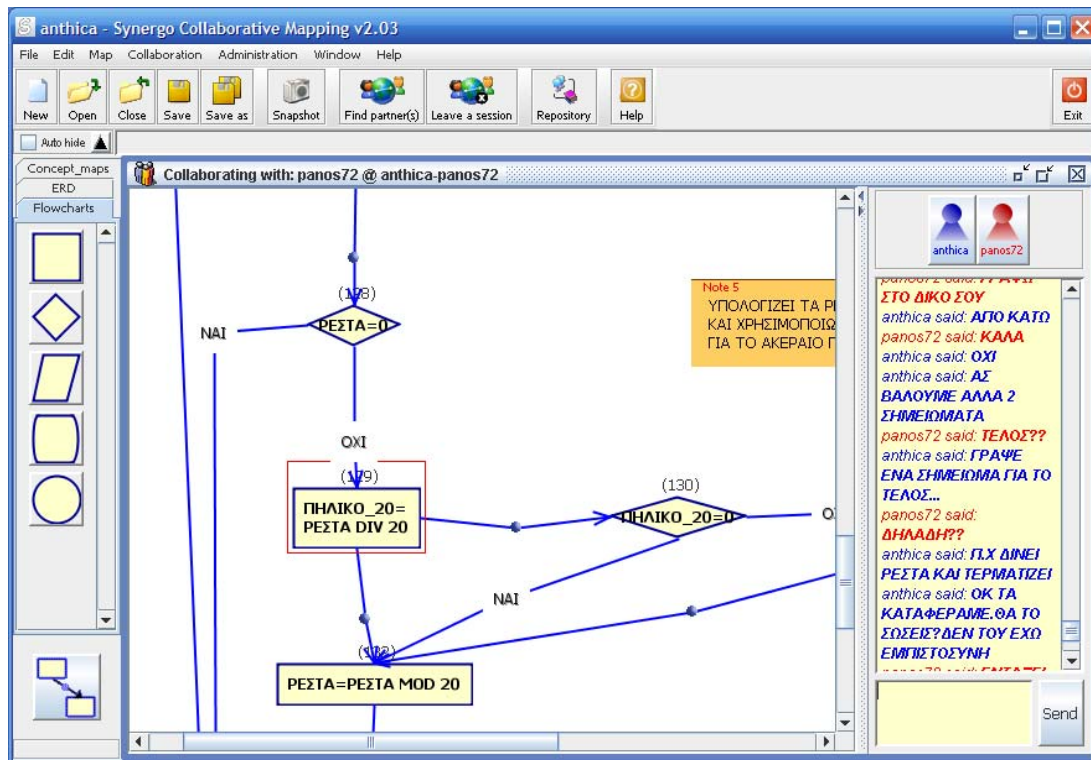 anthica - Synergo Collaborative Mapping v2.03
File Edit Map Collaboration Administration Window Help
New Open Close Save Save as Snapshot Find partner(s) Leave a session Repository Help Exit
Auto hide
Concept_maps
ERD
Flowcharts
Collaborating with: panos72 @ anthica-panos72
ΡΕΣΤΑ=0
ΝΑΙ
ΟΧΙ
ΠΗΛΙΚΟ_20=
ΡΕΣΤΑ DIV 20
(130)
ΠΗΛΙΚΟ_20=0
ΝΑΙ
ΡΕΣΤΑ=ΡΕΣΤΑ MOD 20
Note 5
ΥΠΟΛΟΓΙΖΕΙ ΤΑ
ΚΑΙ
ΓΙΑ ΤΟ ΑΚΕΡΑΙΟ
anthica panos72
ΣΤΟ ΔΙΚΟ ΣΟΥ
anthica said: ΑΠΟ ΚΑΤΩ
panos72 said: ΚΑΛΑ
anthica said: ΟΧΙ
anthica said: ΑΣ
ΒΑΛΟΥΜΕ ΑΛΛΑ 2
ΣΗΜΕΙΩΜΑΤΑ
panos72 said: ΤΕΛΟΣ??
anthica said: ΓΡΑΨΕ
ΕΝΑ ΣΗΜΕΙΩΜΑ ΓΙΑ ΤΟ
ΤΕΛΟΣ...
panos72 said:
ΔΗΛΑΔΗ??
anthica said: Π.Χ ΔΙΝΕΙ
ΡΕΣΤΑ ΚΑΙ ΤΕΡΜΑΤΙΖΕΙ
anthica said: ΟΚ ΤΑ
ΚΑΤΑΦΕΡΑΜΕ.ΘΑ ΤΟ
ΣΩΣΕΙΣ?ΔΕΝ ΤΟΥ ΕΧΩ
ΕΜΠΙΣΤΟΣΥΝΗ
Send